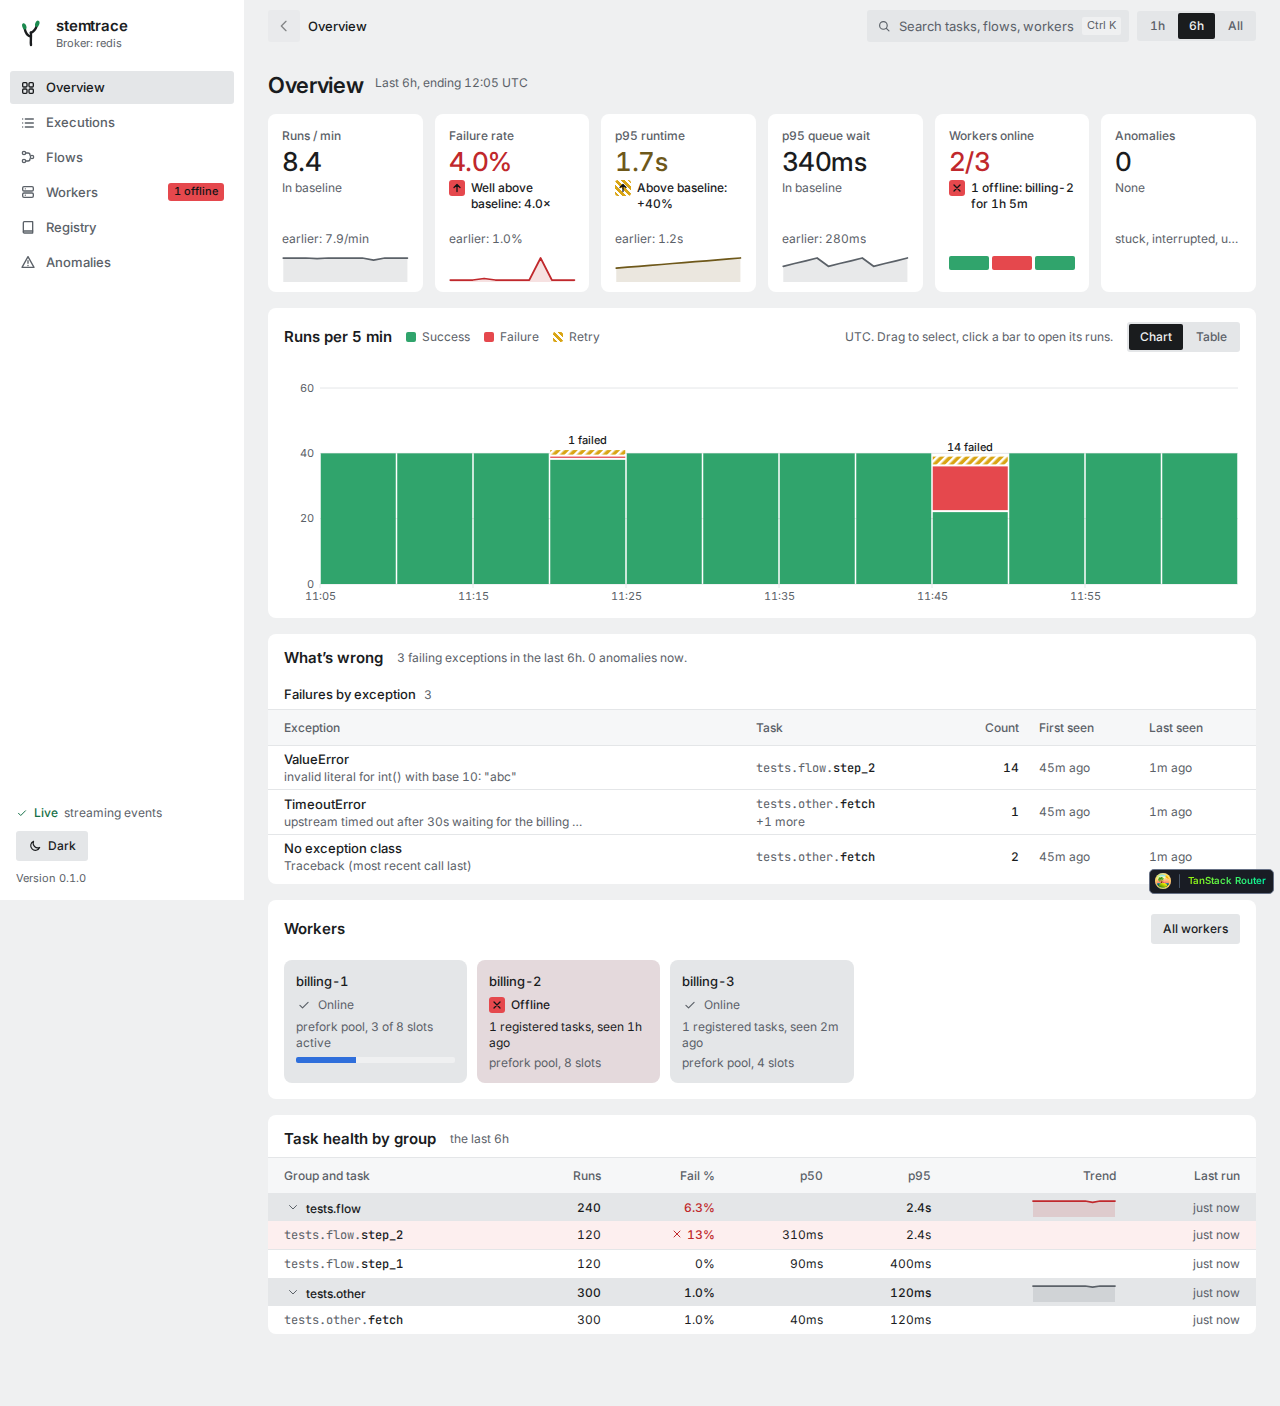 stemtrace
Broker: redis
Overview
Executions
Flows
Workers
1 offline
Registry
Anomalies
Live streaming events
Dark
Version 0.1.0
Overview
Search tasks, flows, workers
Ctrl K
1h
6h
All
Overview
Last 6h, ending 12:05 UTC
Runs / min
8.4
In baseline
earlier: 7.9/min
Failure rate
4.0%
Well above
baseline: 4.0×
earlier: 1.0%
p95 runtime
1.7s
Above baseline:
+40%
earlier: 1.2s
p95 queue wait
340ms
In baseline
earlier: 280ms
Workers online
2/3
1 offline: billing-2
for 1h 5m
Anomalies
0
None
stuck, interrupted, u...
Runs per 5 min
Success
Failure
Retry
UTC. Drag to select, click a bar to open its runs.
Chart
Table
60
40
20
0
1 failed
14 failed
11:05
11:15
11:25
11:35
11:45
11:55
What's wrong
3 failing exceptions in the last 6h. 0 anomalies now.
Failures by exception 3
Exception Task Count First seen Last seen
ValueError
invalid literal for int() with base 10: "abc"
tests.flow.step_2
14
45m ago
1m ago
TimeoutError
upstream timed out after 30s waiting for the billing ...
tests.other.fetch
+1 more
1
45m ago
1m ago
No exception class
Traceback (most recent call last)
tests.other.fetch
2
45m ago
1m ago
TanStack Router
Workers
All workers
billing-1
Online
prefork pool, 3 of 8 slots
active
billing-2
Offline
1 registered tasks, seen 1h
ago
prefork pool, 8 slots
billing-3
Online
1 registered tasks, seen 2m
ago
prefork pool, 4 slots
Task health by group
the last 6h
Group and task Runs Fail % p50 p95 Trend Last run
tests.flow 240 6.3% 2.4s just now
tests.flow.step_2 120 13% 310ms 2.4s just now
tests.flow.step_1 120 0% 90ms 400ms just now
tests.other 300 1.0% 120ms just now
tests.other.fetch 300 1.0% 40ms 120ms just now